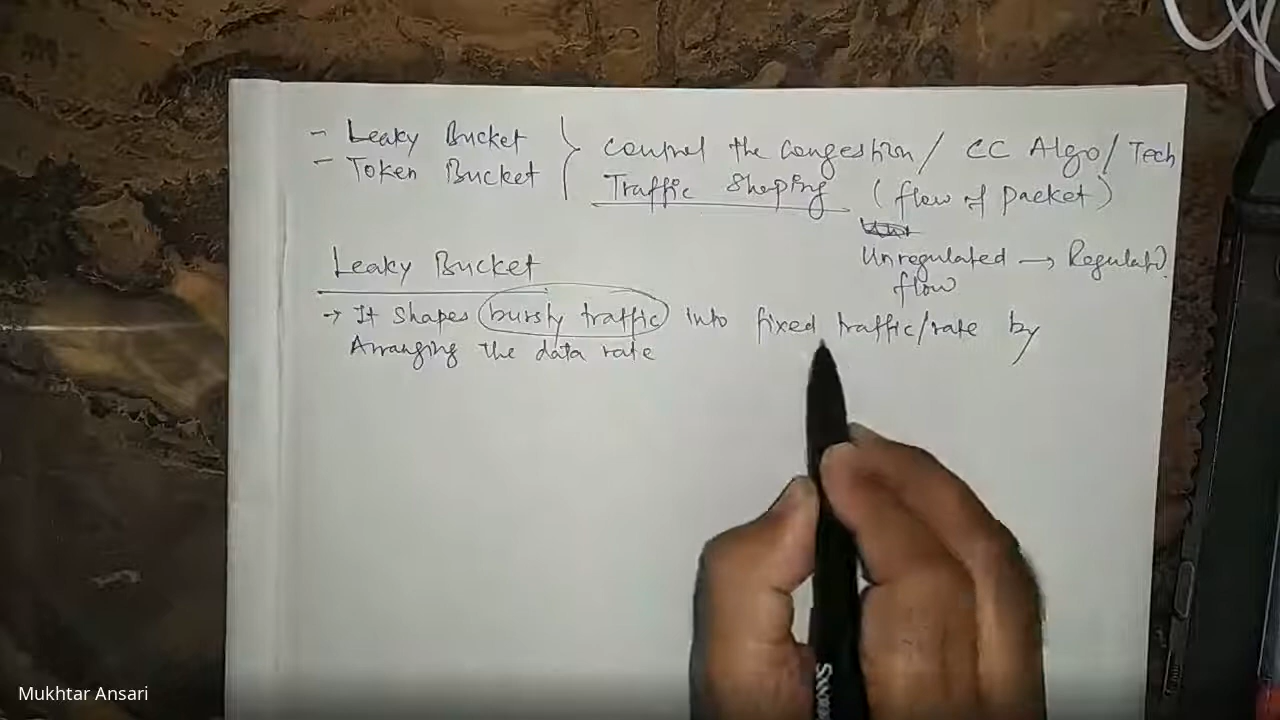 - Leaky Bucket
- Token Bucket
Control the Congestion / CC Algo / Tech
Traffic Shaping (flow of Packet)
Unregulated → Regulated
flow
Leaky Bucket
→ It shapes bursty traffic into fixed traffic/rate by
Arranging the data rate
Mukhtar Ansari